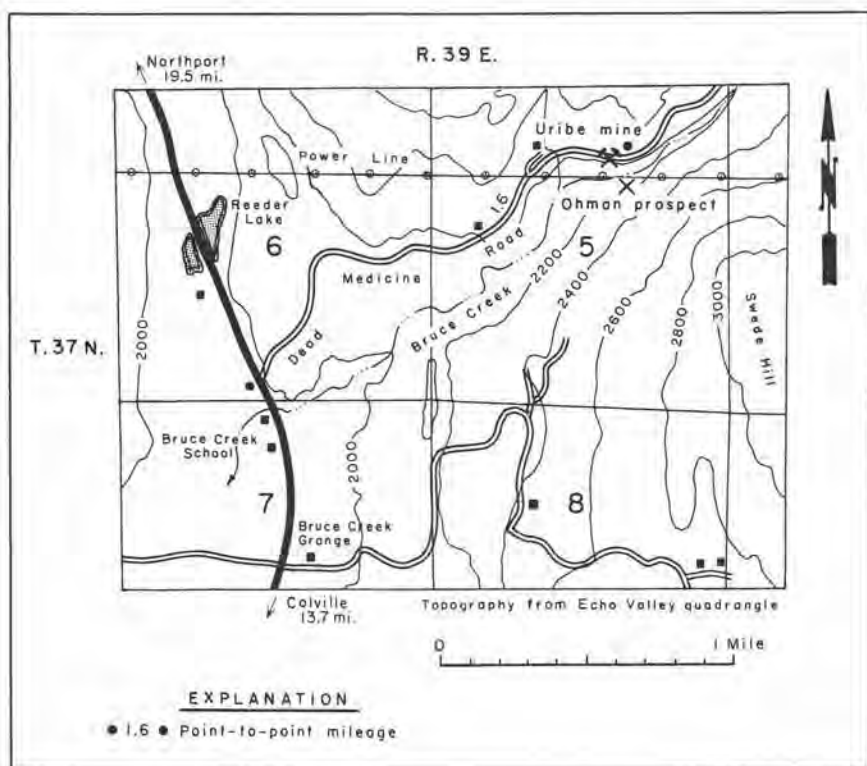 R. 39 E.
Northport
19.5 mi.
Uribe mine
Power Line
Ohman prospect
Reeder
Lake
6
1.6
5
Road
Medicine
Dead
Bruce Creek
2200
2400
2600
2800
3000
Swede Hill
2000
T. 37 N.
Bruce Creek
School
2000
7
8
Bruce Creek
Grange
Colville
13.7 mi.
Topography from Echo Valley quadrangle
0 1 Mile
N
EXPLANATION
1.6 Point-to-point mileage